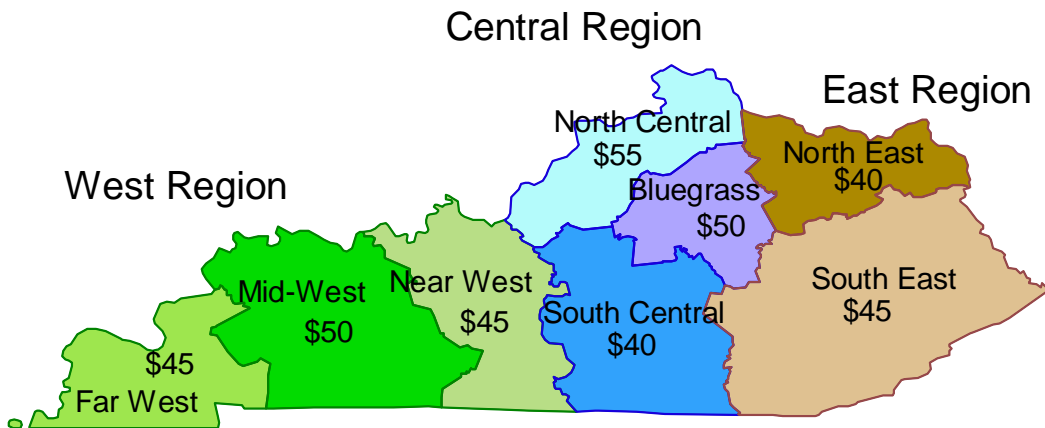 Central Region
East Region
West Region
North Central
$55
North East
$40
Bluegrass
$50
South East
$45
Near West
$45
Mid-West
$50
South Central
$40
$45
Far West